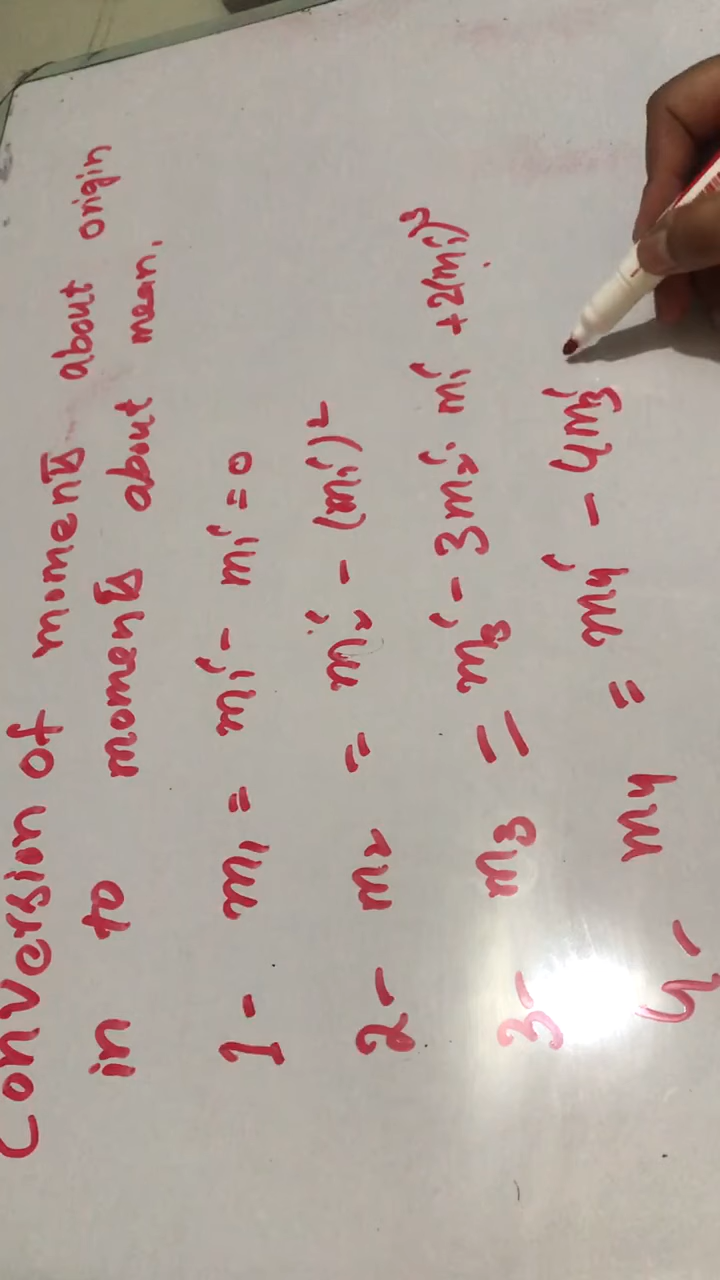 Conversion of moments about origin
in to moments about mean.
1- m₁ = m₁' - m₁' = 0
2- m₂ = m₂' - (m₁')²
3- m₃ = m₃' - 3m₂' m₁' + 2(m₁')³
4- m₄ = m₄' - 4m₃'